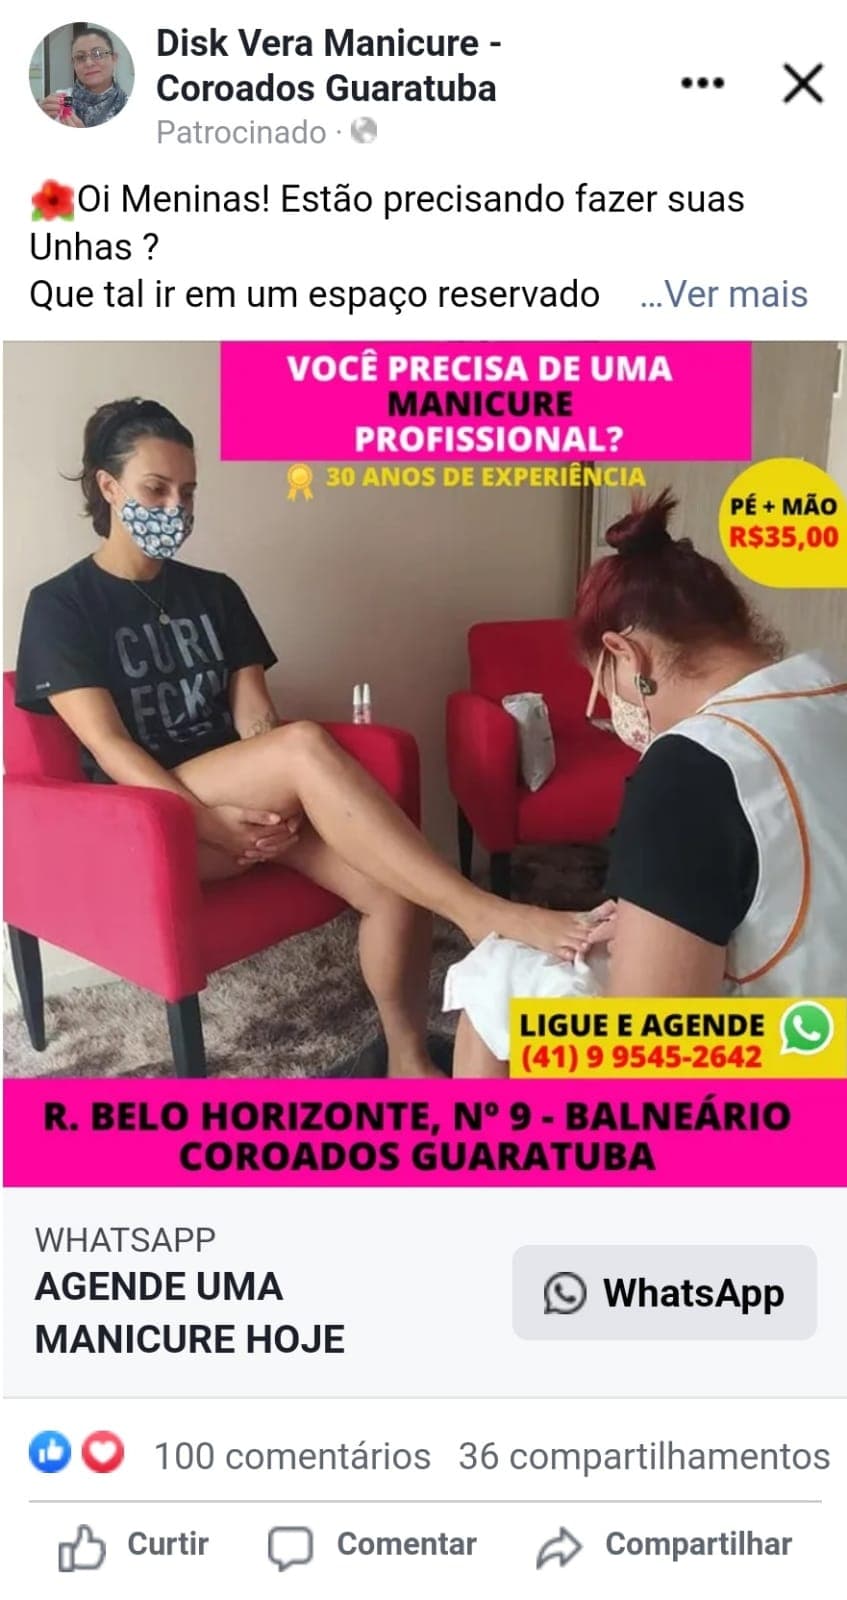 Disk Vera Manicure -
Coroados Guaratuba
Patrocinado ·
Oi Meninas! Estão precisando fazer suas
Unhas ?
Que tal ir em um espaço reservado ...Ver mais
VOCÊ PRECISA DE UMA
MANICURE
PROFISSIONAL?
30 ANOS DE EXPERIÊNCIA
PÉ + MÃO
R$35,00
CURI
FCK
LIGUE E AGENDE
(41) 9 9545-2642
R. BELO HORIZONTE, Nº 9 - BALNEÁRIO
COROADOS GUARATUBA
WHATSAPP
AGENDE UMA
MANICURE HOJE
WhatsApp
100 comentários 36 compartilhamentos
Curtir Comentar Compartilhar